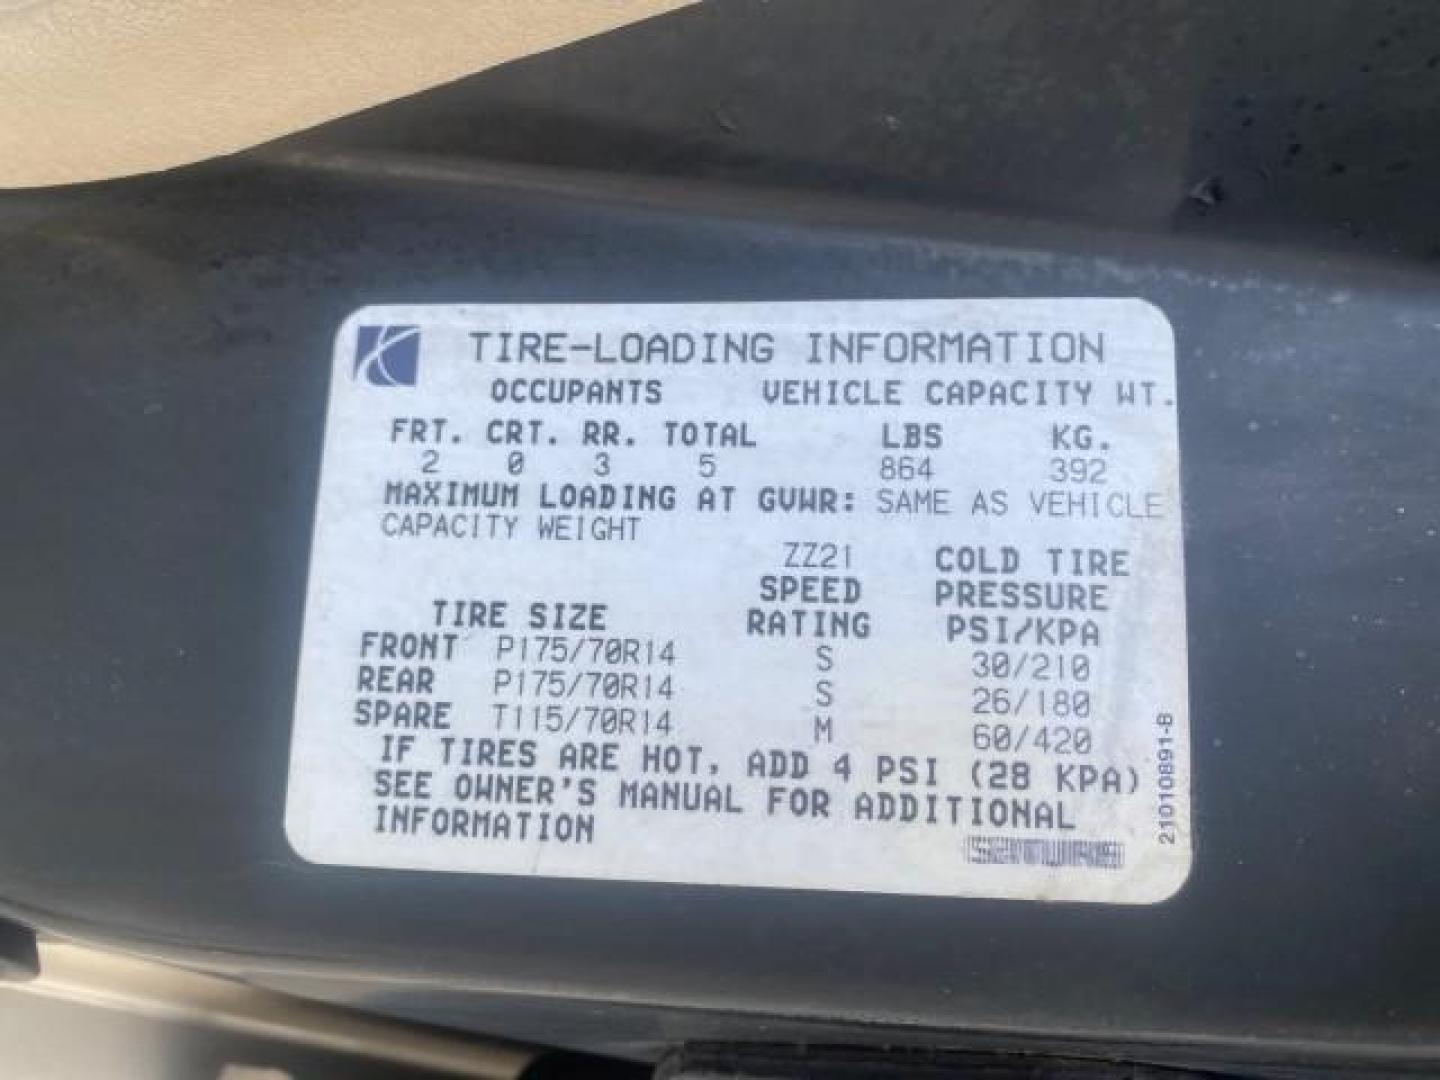 TIRE-LOADING INFORMATION
OCCUPANTS VEHICLE CAPACITY WT.
FRT. CRT. RR. TOTAL LBS KG.
2 0 3 5 864 392
MAXIMUM LOADING AT GVWR: SAME AS VEHICLE
CAPACITY WEIGHT
ZZ21 COLD TIRE
SPEED PRESSURE
TIRE SIZE RATING PSI/KPA
FRONT P175/70R14 S 30/210
REAR P175/70R14 S 26/180
SPARE T115/70R14 M 60/420
IF TIRES ARE HOT, ADD 4 PSI (28 KPA)
SEE OWNER'S MANUAL FOR ADDITIONAL
INFORMATION
21010891-B